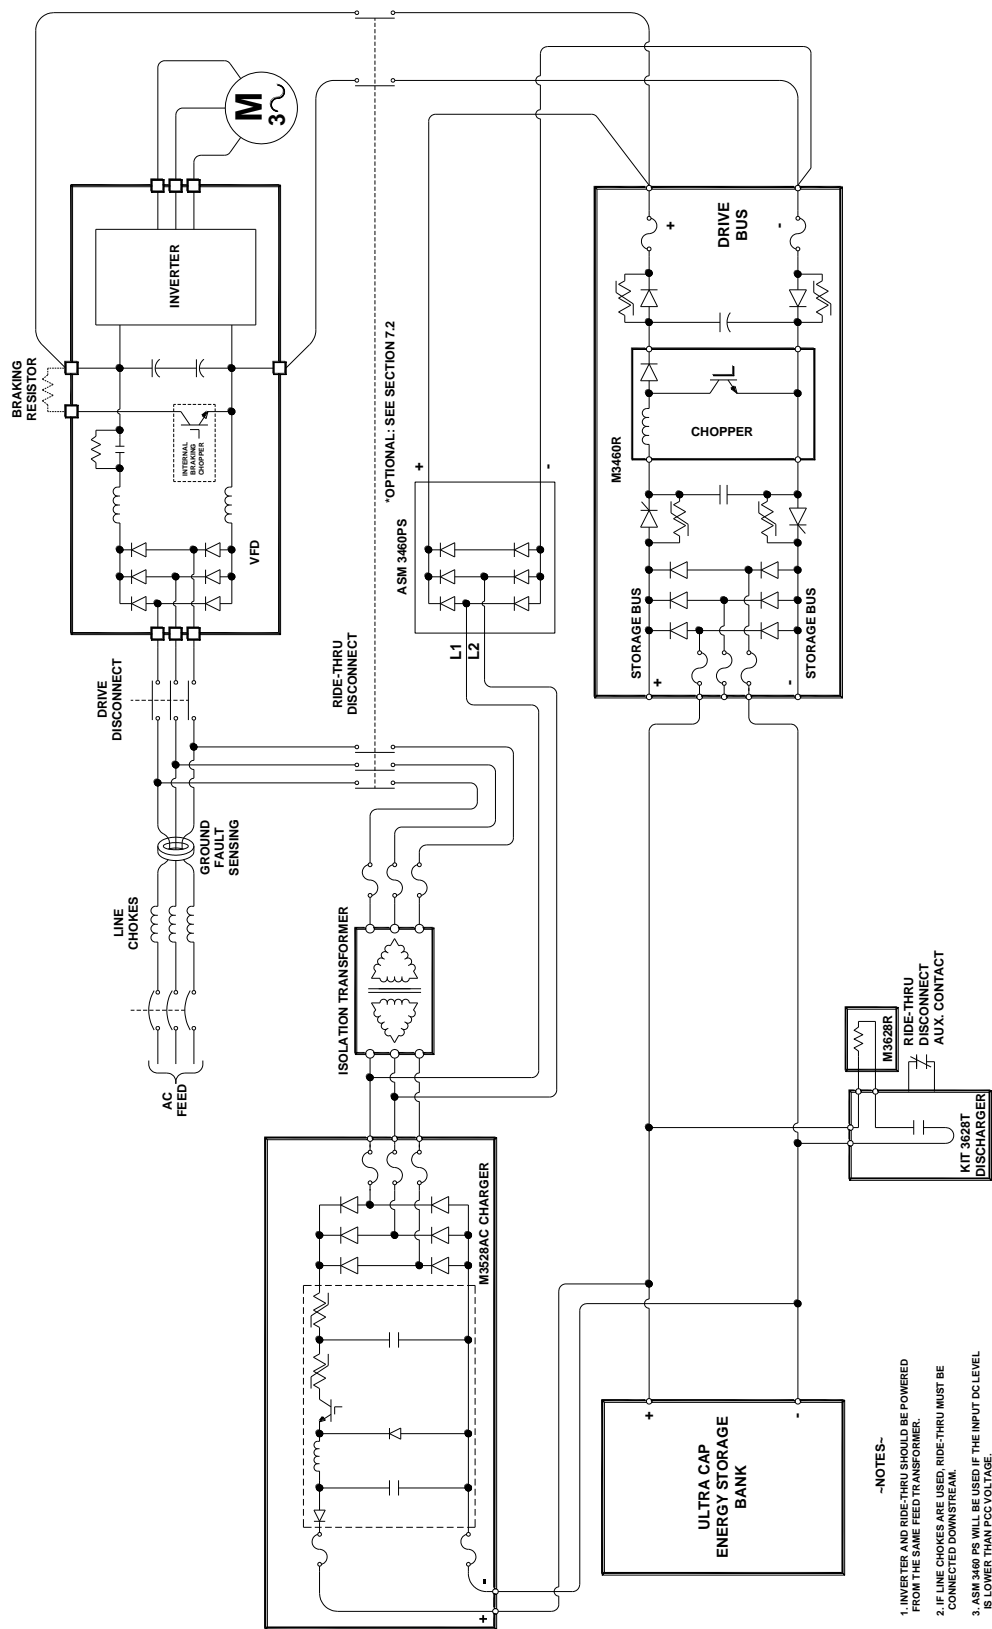 AC
FEED
LINE
CHOKES
GROUND
FAULT
SENSING
DRIVE
DISCONNECT
VFD
INTERNAL
BRAKING
CHOPPER
BRAKING
RESISTOR
INVERTER
M
3
RIDE-THRU
DISCONNECT
*OPTIONAL: SEE SECTION 7.2
ISOLATION TRANSFORMER
L1
L2
ASM 3460PS
+
-
M3528AC CHARGER
+
-
STORAGE BUS
+
STORAGE BUS
-
M3460R
CHOPPER
DRIVE
BUS
+
-
ULTRA CAP
ENERGY STORAGE
BANK
+
-
KIT 3628T
DISCHARGER
M3628R
RIDE-THRU
DISCONNECT
AUX. CONTACT
~NOTES~
1. INVERTER AND RIDE-THRU SHOULD BE POWERED
FROM THE SAME FEED TRANSFORMER.
2. IF LINE CHOKES ARE USED, RIDE-THRU MUST BE
CONNECTED DOWNSTREAM.
3. ASM 3460 PS WILL BE USED IF THE INPUT DC LEVEL
IS LOWER THAN PCC VOLTAGE.